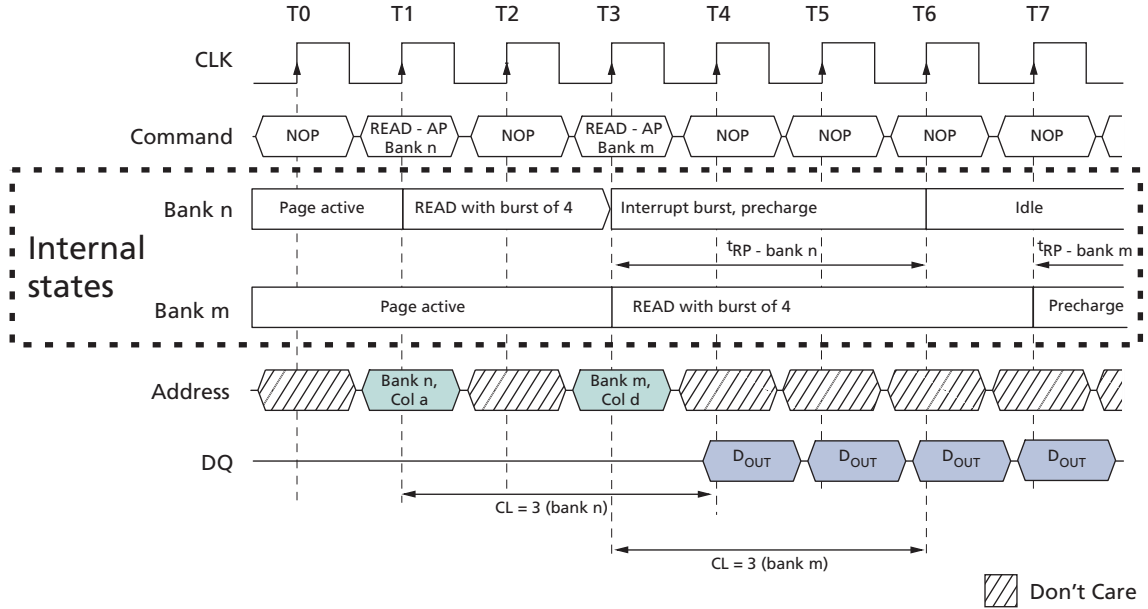 T0 T1 T2 T3 T4 T5 T6 T7
CLK
Command NOP READ - AP Bank n NOP READ - AP Bank m NOP NOP NOP NOP
Internal states
Bank n Page active READ with burst of 4 Interrupt burst, precharge Idle
tRP - bank n tRP - bank m
Bank m Page active READ with burst of 4 Precharge
Address Bank n, Col a Bank m, Col d
DQ DOUT DOUT DOUT DOUT
CL = 3 (bank n)
CL = 3 (bank m)
Don't Care